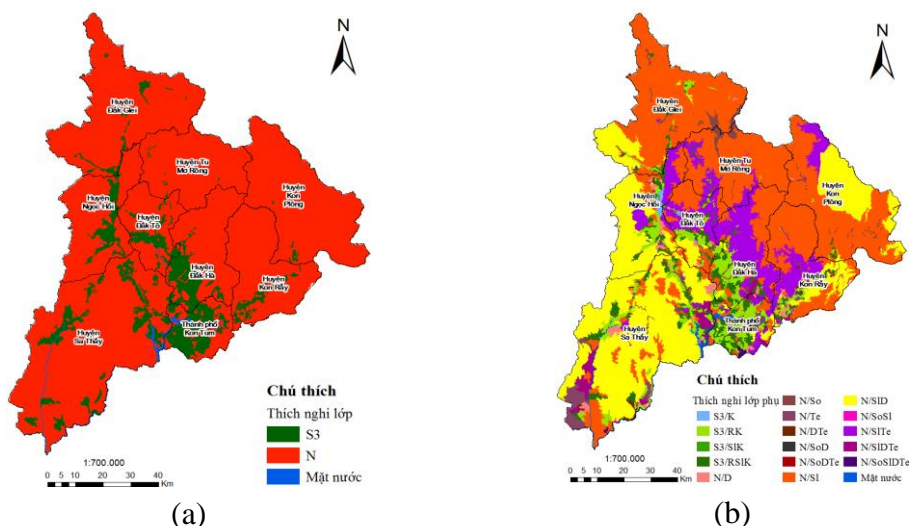 N
Huyện
Đắk Glei
Huyện Tu
Mơ Rông
Huyện
Kon
Plông
Huyện
Ngọc Hồi
Huyện
Đắk Tô
Huyện
Đắk Hà
Huyện
Kon Rẫy
Thành phố
Kon Tum
Huyện
Sa Thầy
Chú thích
Thích nghi lớp
S3
N
Mặt nước
1:700.000
0 5 10 20 30 40
Km
(a)
N
Huyện
Đắk Glei
Huyện Tu
Mơ Rông
Huyện
Kon
Plông
Huyện
Ngọc Hồi
Huyện
Đắk Tô
Huyện
Đắk Hà
Huyện
Kon Rẫy
Thành phố
Kon Tum
Huyện
Sa Thầy
Chú thích
Thích nghi lớp phụ
S3/K
S3/RK
S3/SlK
S3/RSlK
N/D
N/So
N/Te
N/DTe
N/SoD
N/SoDTe
N/Sl
N/SlD
N/SoSl
N/SlTe
N/SlDTe
N/SoSlDTe
Mặt nước
1:700.000
0 5 10 20 30 40
Km
(b)